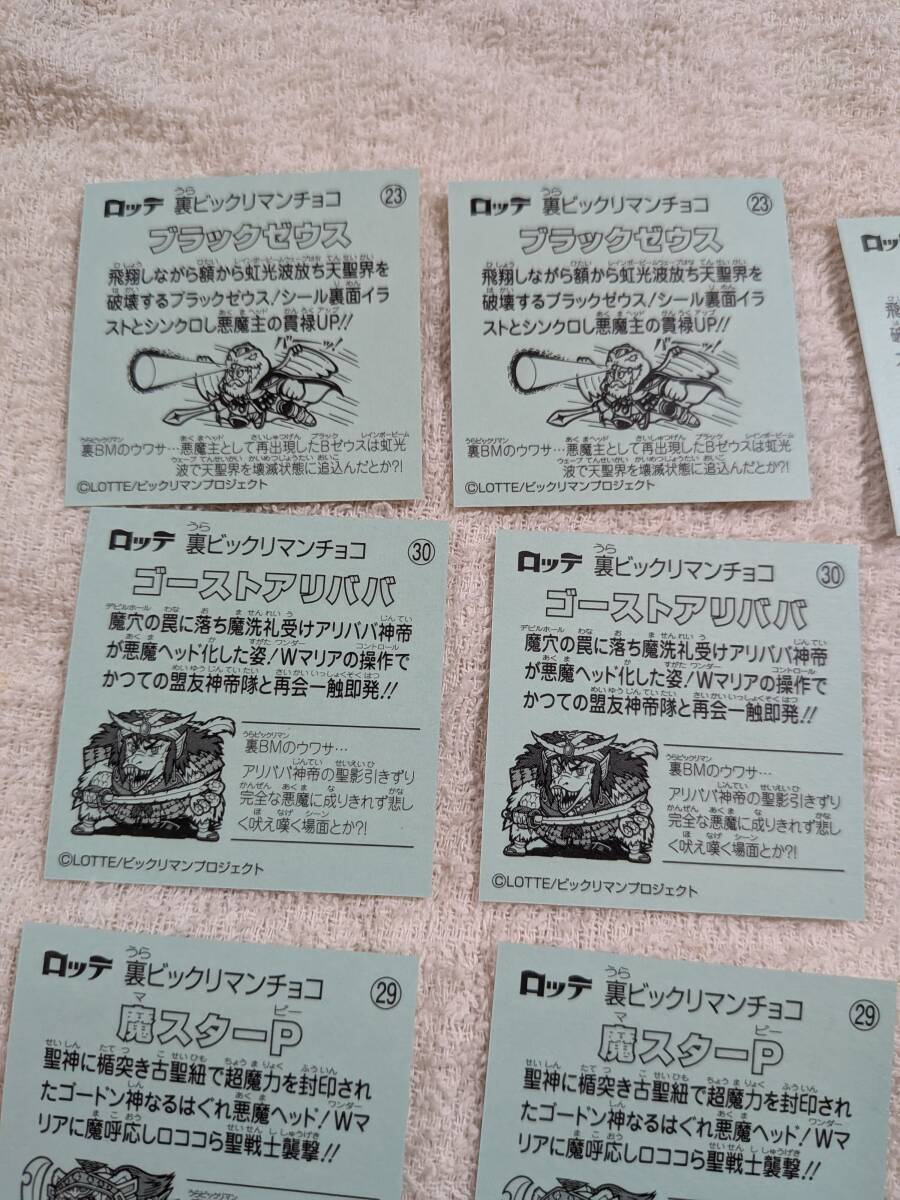 ロッテ 裏ビックリマンチョコ 23
うら
ブラックゼウス
飛翔しながら額から虹光波放ち天聖界を
破壊するブラックゼウス!シール裏面イラ
ストとシンクロし悪魔主の貫禄UP!!
バーッ!
裏BMのウワサ…悪魔主として再出現したBゼウスは虹光
波で天聖界を壊滅状態に追込んだとか?!
©LOTTE/ビックリマンプロジェクト
ロッテ 裏ビックリマンチョコ 23
うら
ブラックゼウス
飛翔しながら額から虹光波放ち天聖界を
破壊するブラックゼウス!シール裏面イラ
ストとシンクロし悪魔主の貫禄UP!!
バーッ!
裏BMのウワサ…悪魔主として再出現したBゼウスは虹光
波で天聖界を壊滅状態に追込んだとか?!
©LOTTE/ビックリマンプロジェクト
ロッ
飛
破
ス
ロッテ 裏ビックリマンチョコ 30
うら
ゴーストアリババ
魔穴の罠に落ち魔洗礼受けアリババ神帝
が悪魔ヘッド化した姿!Wマリアの操作で
かつての盟友神帝隊と再会一触即発!!
裏BMのウワサ…
アリババ神帝の聖影引きずり
完全な悪魔に成りきれず悲し
く吠え嘆く場面とか?!
©LOTTE/ビックリマンプロジェクト
ロッテ 裏ビックリマンチョコ 30
うら
ゴーストアリババ
魔穴の罠に落ち魔洗礼受けアリババ神帝
が悪魔ヘッド化した姿!Wマリアの操作で
かつての盟友神帝隊と再会一触即発!!
裏BMのウワサ…
アリババ神帝の聖影引きずり
完全な悪魔に成りきれず悲し
く吠え嘆く場面とか?!
©LOTTE/ビックリマンプロジェクト
ロッテ 裏ビックリマンチョコ 29
うら
マ ピー
魔スターP
聖神に楯突き古聖紐で超魔力を封印され
たゴードン神なるはぐれ悪魔ヘッド!Wマ
リアに魔呼応しロココら聖戦士襲撃!!
ロッテ 裏ビックリマンチョコ 29
うら
マ ピー
魔スターP
聖神に楯突き古聖紐で超魔力を封印され
たゴードン神なるはぐれ悪魔ヘッド!Wマ
リアに魔呼応しロココら聖戦士襲撃!!